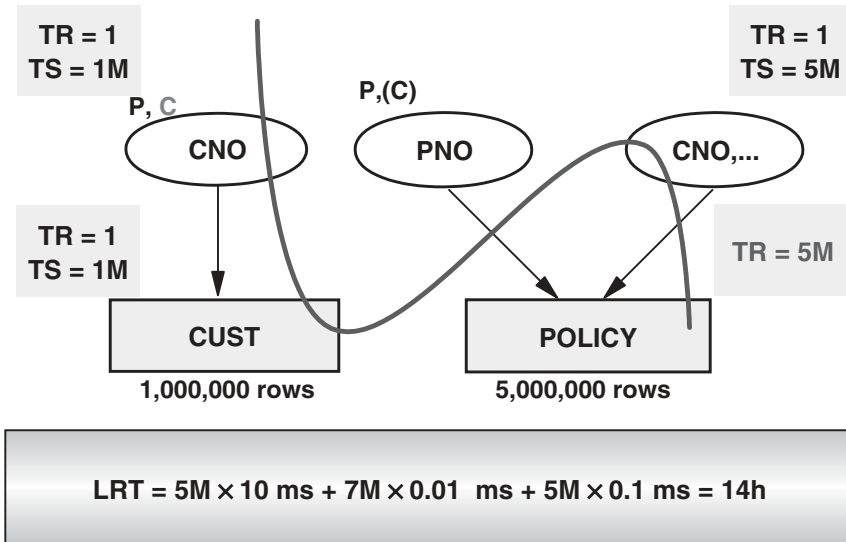 TR = 1
TS = 1M
TR = 1
TS = 5M
P, C
P,(C)
CNO
PNO
CNO,...
TR = 1
TS = 1M
TR = 5M
CUST
POLICY
1,000,000 rows
5,000,000 rows
LRT = 5M × 10 ms + 7M × 0.01 ms + 5M × 0.1 ms = 14h